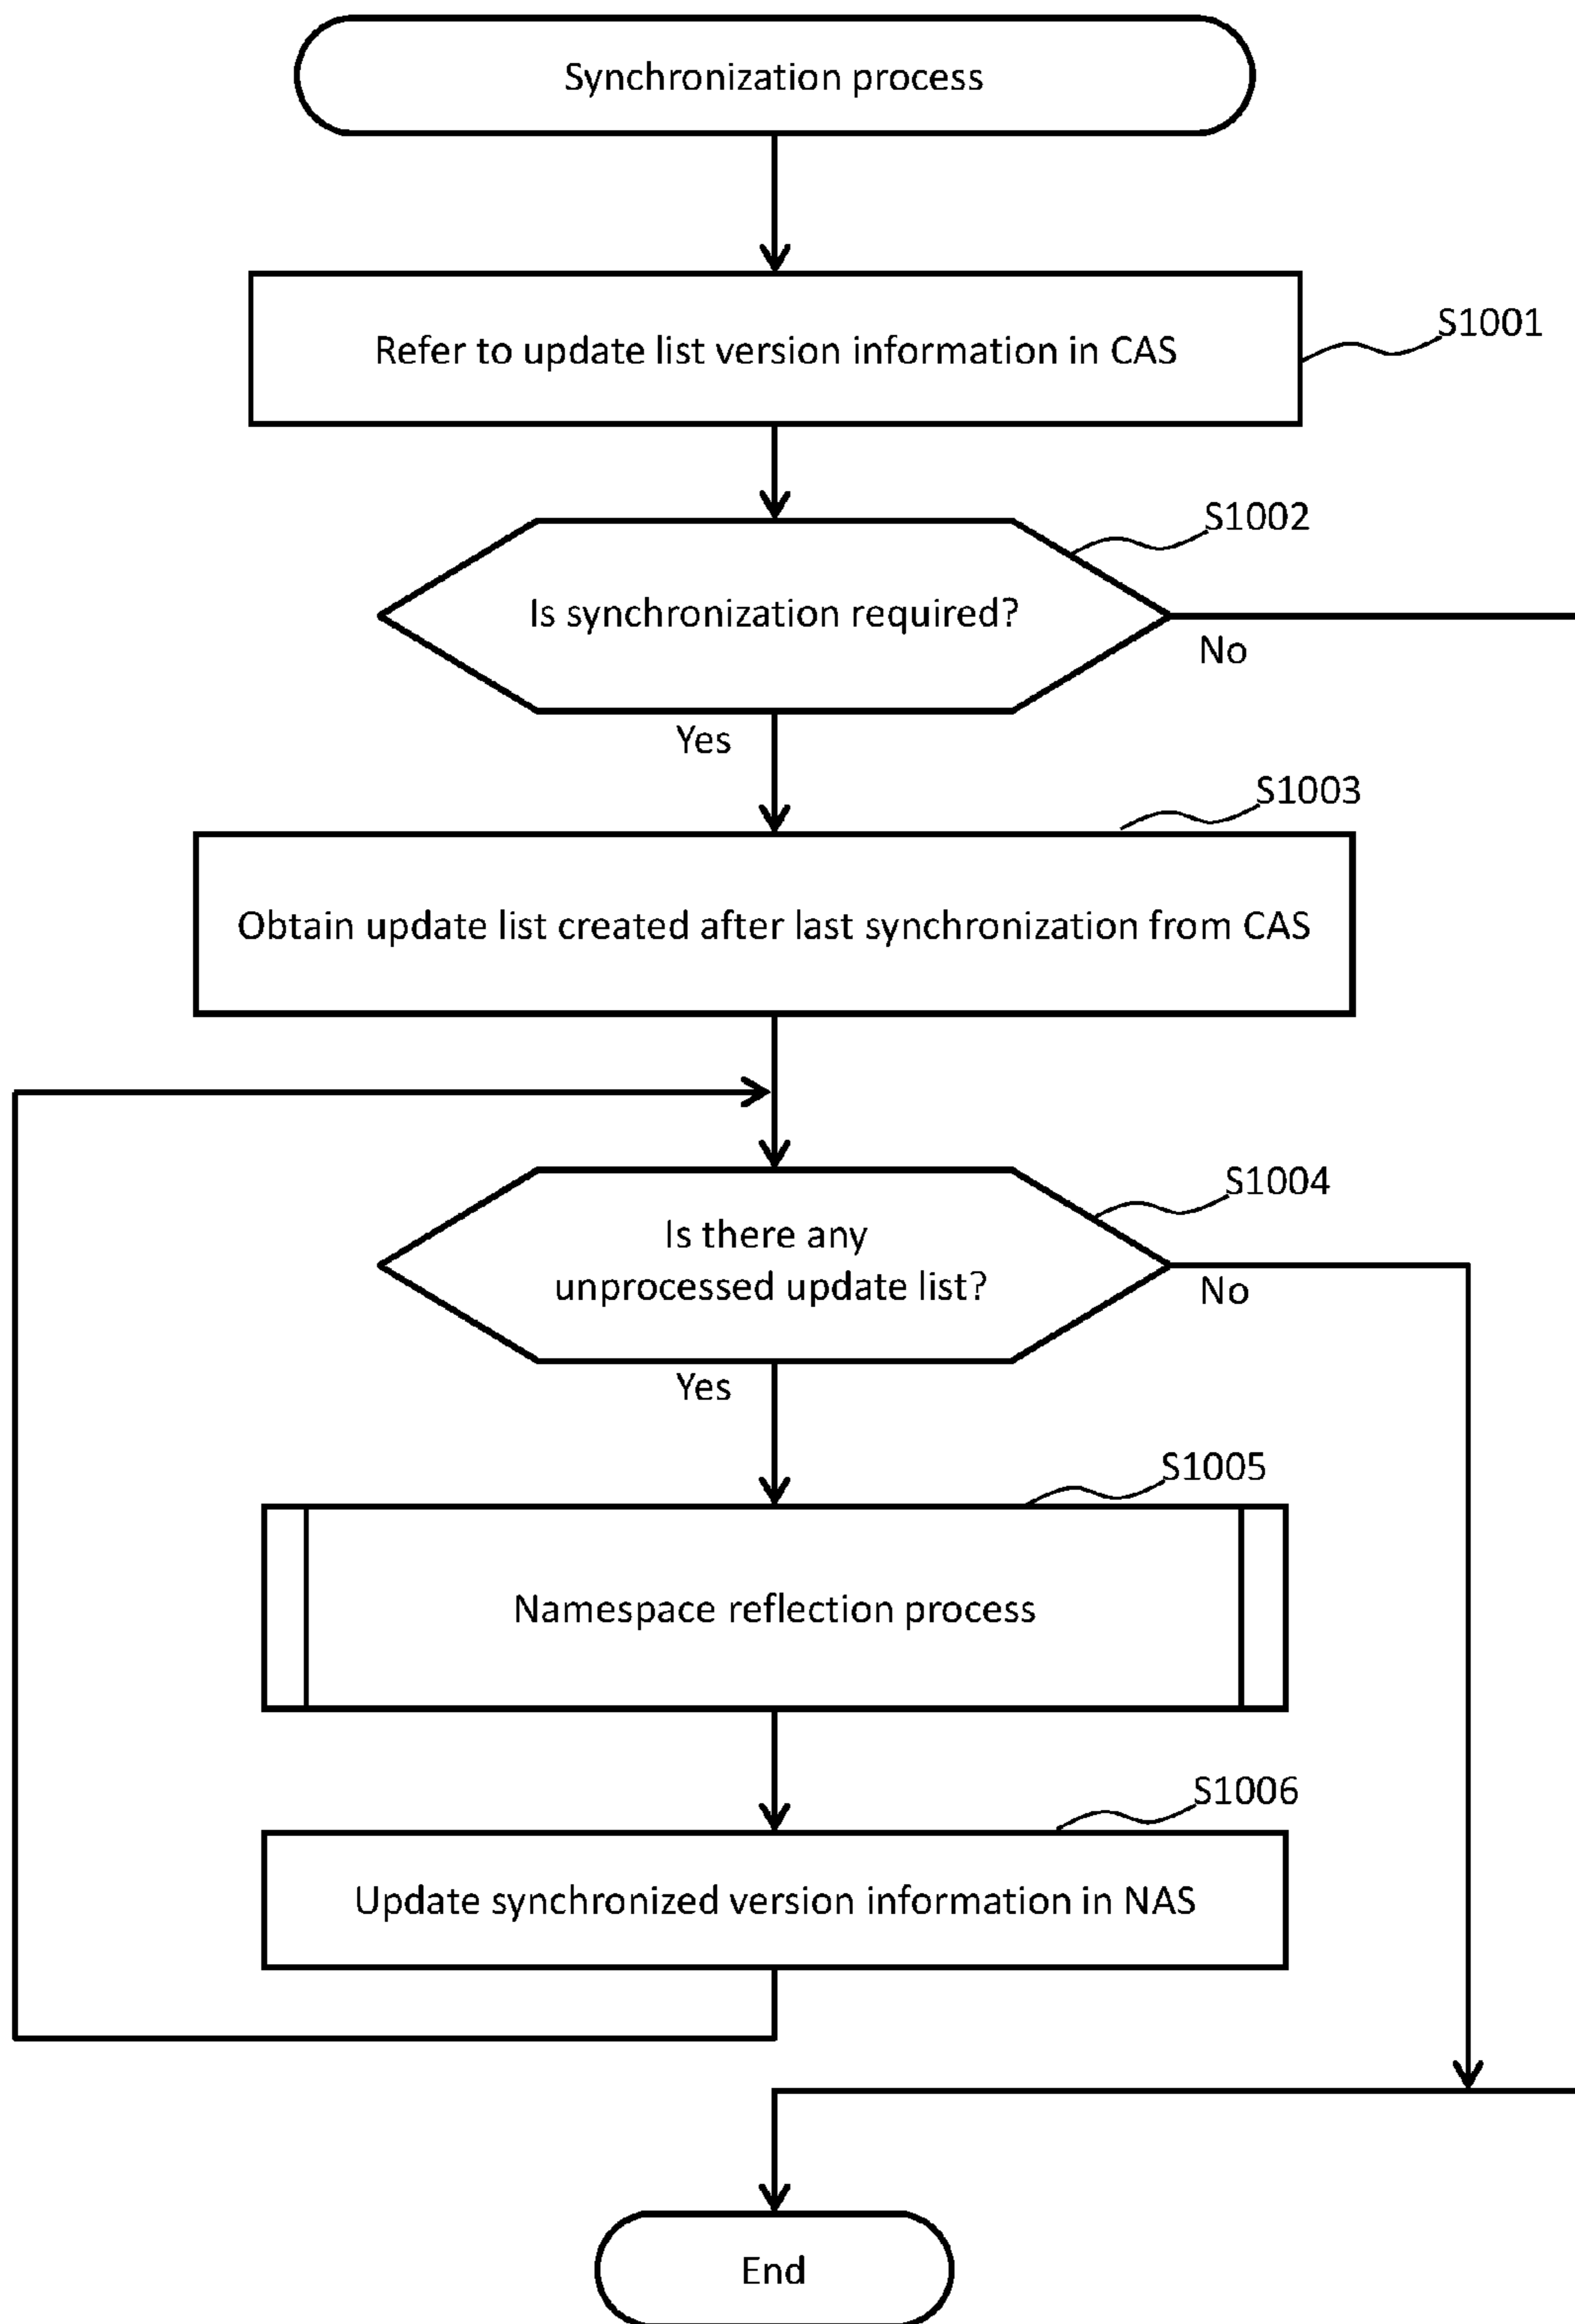 Synchronization process
S1001
Refer to update list version information in CAS
S1002
Is synchronization required?
No
Yes
S1003
Obtain update list created after last synchronization from CAS
S1004
Is there any
unprocessed update list?
No
Yes
S1005
Namespace reflection process
S1006
Update synchronized version information in NAS
End